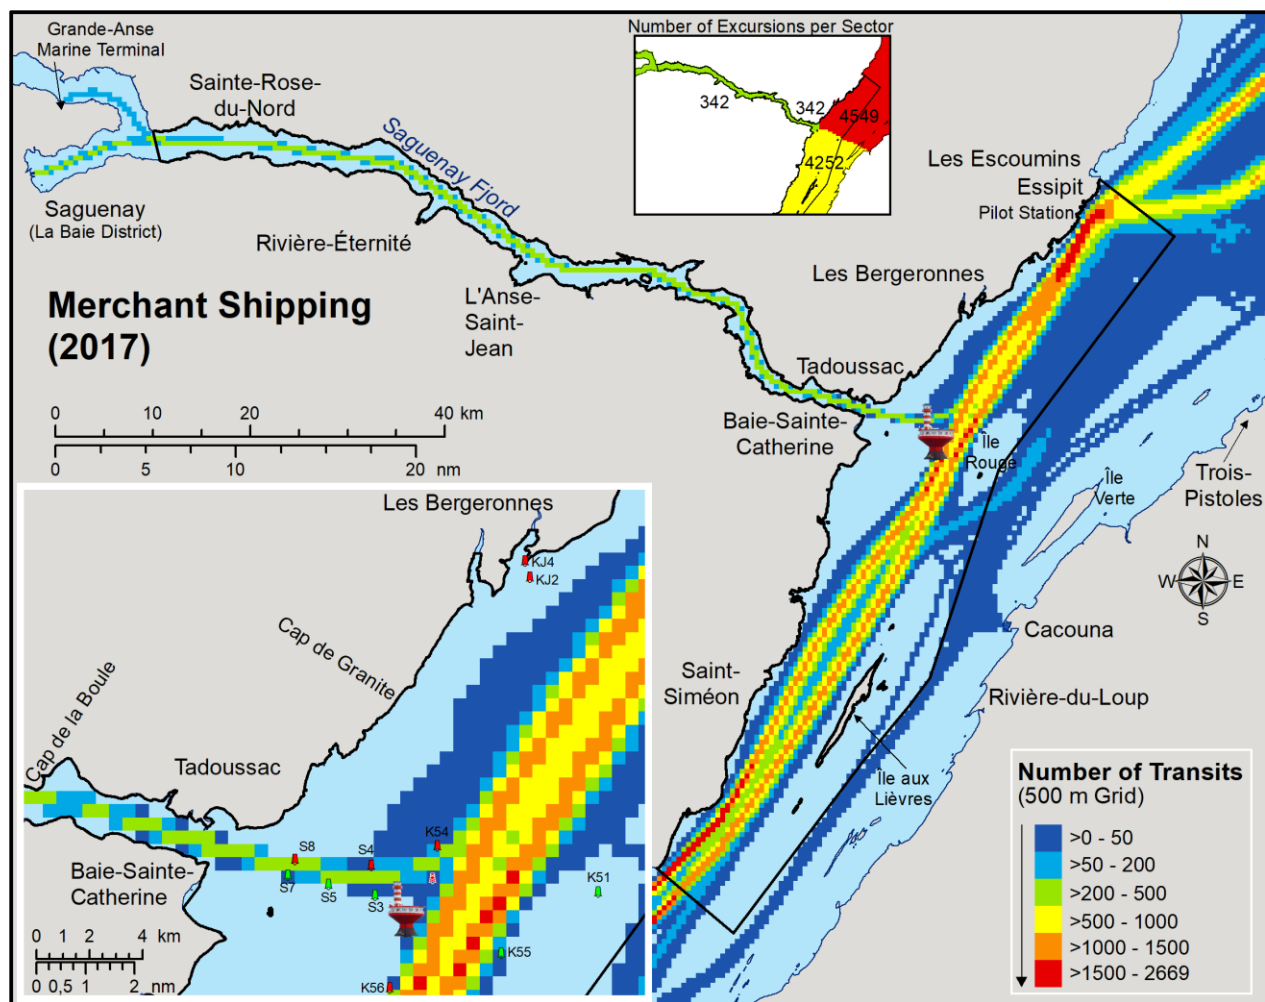 Grande-Anse
Marine Terminal
Sainte-Rose-
du-Nord
Saguenay Fjord
Saguenay
(La Baie District)
Rivière-Éternité
L'Anse-
Saint-
Jean
Merchant Shipping
(2017)
0 10 20 40 km
0 5 10 20 nm
Number of Excursions per Sector
342
342
4549
4252
Les Escoumins
Essipit
Pilot Station
Les Bergeronnes
Tadoussac
Baie-Sainte-
Catherine
Île
Rouge
Île
Verte
Trois-
Pistoles
N
W E
S
Cacouna
Saint-
Siméon
Rivière-du-Loup
Île aux
Lièvres
Les Bergeronnes
KJ4
KJ2
Cap de Granite
Cap de la Boule
Tadoussac
Baie-Sainte-
Catherine
K54
S8
S4
S7
S5
S3
K51
K55
K56
0 1 2 4 km
0 0,5 1 2 nm
Number of Transits
(500 m Grid)
>0 - 50
>50 - 200
>200 - 500
>500 - 1000
>1000 - 1500
>1500 - 2669